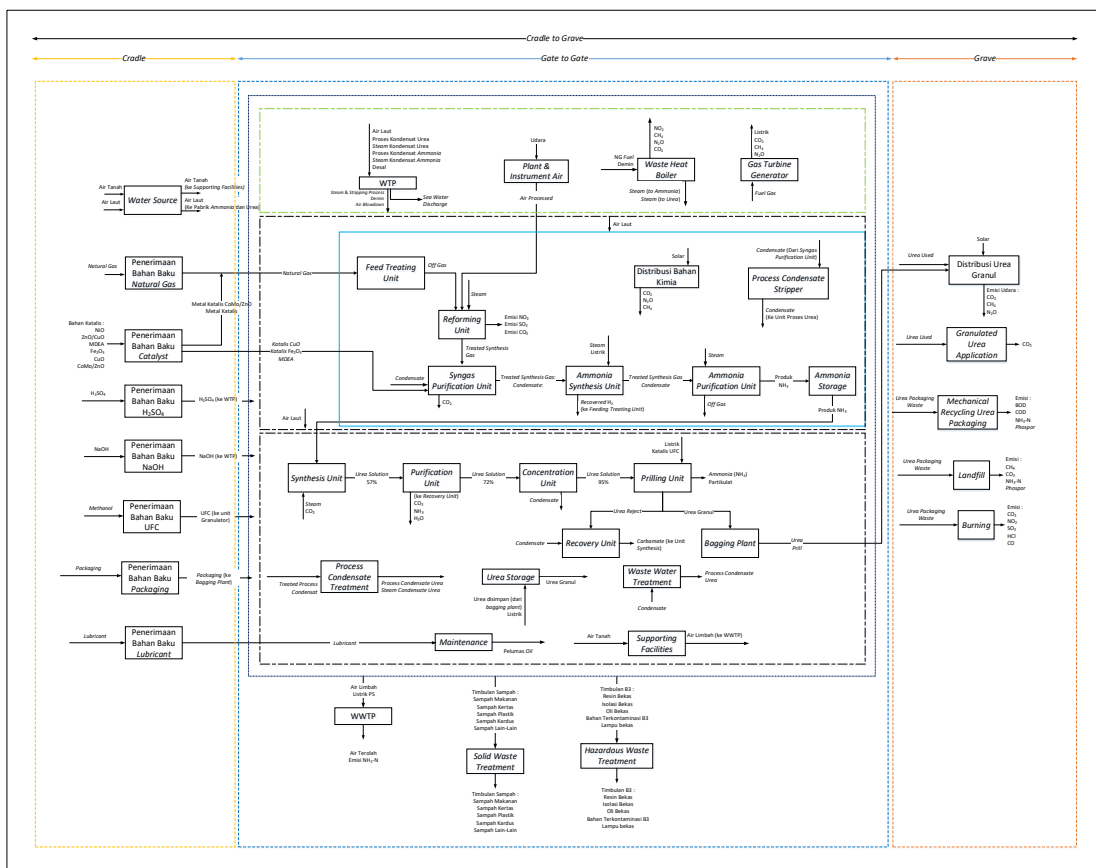 Cradle to Grave
Cradle
Gate to Gate
Grave
Air Tanah
Air Laut
Water Source
Air Tanah
(ke Supporting Facilities)
Air Laut
(Ke Pabrik Ammonia dan Urea)
Natural Gas
Penerimaan
Bahan Baku
Natural Gas
Natural Gas
Metal Katalis CoMo/ZnO
Metal Katalis
Bahan Katalis :
NiO
ZnO/CuO
MDEA
Fe₂O₃
CuO
CoMo/ZnO
Penerimaan
Bahan Baku
Catalyst
Katalis CuO
Katalis Fe₂O₃
MDEA
H₂SO₄
Penerimaan
Bahan Baku
H₂SO₄
H₂SO₄ (ke WTP)
NaOH
Penerimaan
Bahan Baku
NaOH
NaOH (ke WTP)
Methanol
Penerimaan
Bahan Baku
UFC
UFC (ke unit
Granulator)
Packaging
Penerimaan
Bahan Baku
Packaging
Packaging (ke
Bagging Plant)
Lubricant
Penerimaan
Bahan Baku
Lubricant
Lubricant
Air Laut
Proses Kondensat Urea
Steam Kondensat Urea
Proses Kondensat Ammonia
Steam Kondensat Ammonia
Desal
WTP
Steam & Stripping Process
Demin
Air Blowdown
Sea Water
Discharge
Udara
Plant &
Instrument Air
Air Processed
NO₂
CH₄
N₂O
CO₂
NG Fuel
Demin
Waste Heat
Boiler
Steam (to Ammonia)
Steam (to Urea)
Listrik
CO₂
CH₄
N₂O
Gas Turbine
Generator
Fuel Gas
Air Laut
Feed Treating
Unit
Off Gas
Steam
Reforming
Unit
Emisi NO₂
Emisi SO₂
Emisi CO₂
Treated Synthesis
Gas
Solar
Distribusi Bahan
Kimia
CO₂
N₂O
CH₄
Condensate (Dari Syngas
Purification Unit)
Process Condensate
Stripper
Condensate
(Ke Unit Proses Urea)
Condensate
Syngas
Purification Unit
CO₂
Treated Synthesis Gas
Condensate
Steam
Listrik
Ammonia
Synthesis Unit
Recovered H₂
(ke Feeding Treating Unit)
Treated Synthesis Gas
Condensate
Steam
Ammonia
Purification Unit
Off Gas
Produk
NH₃
Ammonia
Storage
Produk NH₃
Air Laut
Synthesis Unit
Steam
CO₂
Urea Solution
57%
Purification
Unit
(ke Recovery Unit)
CO₂
NH₃
H₂O
Urea Solution
72%
Concentration
Unit
Condensate
Urea Solution
95%
Listrik
Katalis UFC
Prilling Unit
Ammonia (NH₃)
Partikulat
Urea Reject
Urea Granul
Condensate
Recovery Unit
Carbamate (ke Unit
Synthesis)
Bagging Plant
Urea
Prill
Treated Process
Condensat
Process Condensate
Treatment
Process Condensate Urea
Steam Condensate Urea
Urea Storage
Urea Granul
Urea disimpan (dari
bagging plant)
Listrik
Waste Water
Treatment
Process Condensate
Urea
Condensate
Maintenance
Pelumas Oli
Air Tanah
Supporting
Facilities
Air Limbah (ke WWTP)
Air Limbah
Listrik PS
WWTP
Air Terolah
Emisi NH₃-N
Timbulan Sampah :
Sampah Makanan
Sampah Kertas
Sampah Plastik
Sampah Kardus
Sampah Lain-Lain
Solid Waste
Treatment
Timbulan Sampah :
Sampah Makanan
Sampah Kertas
Sampah Plastik
Sampah Kardus
Sampah Lain-Lain
Timbulan B3 :
Resin Bekas
Isolasi Bekas
Oli Bekas
Bahan Terkontaminasi B3
Lampu bekas
Hazardous Waste
Treatment
Timbulan B3 :
Resin Bekas
Isolasi Bekas
Oli Bekas
Bahan Terkontaminasi B3
Lampu bekas
Solar
Urea Used
Distribusi Urea
Granul
Emisi Udara :
CO₂
CH₄
N₂O
Urea Used
Granulated
Urea
Application
CO₂
Urea Packaging
Waste
Mechanical
Recycling Urea
Packaging
Emisi :
BOD
COD
NH₃-N
Phospor
Urea Packaging
Waste
Landfill
Emisi :
CH₄
CO₂
NH₃-N
Phospor
Urea Packaging
Waste
Burning
Emisi :
CO₂
NO₂
SO₂
HCl
CO